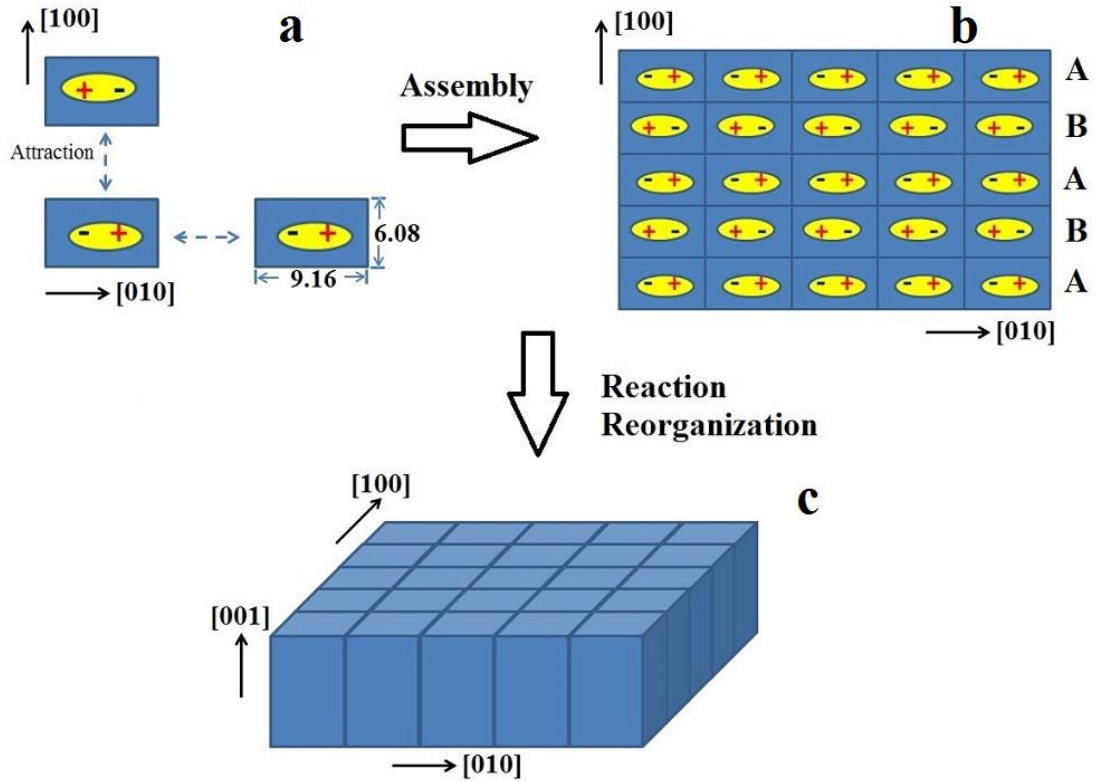 [100]
a
+ -
Attraction
- +
- +
6.08
9.16
[010]
Assembly
[100]
b
- + - + - + - + - + A
+ - + - + - + - + - B
- + - + - + - + - + A
+ - + - + - + - + - B
- + - + - + - + - + A
[010]
Reaction
Reorganization
c
[100]
[001]
[010]